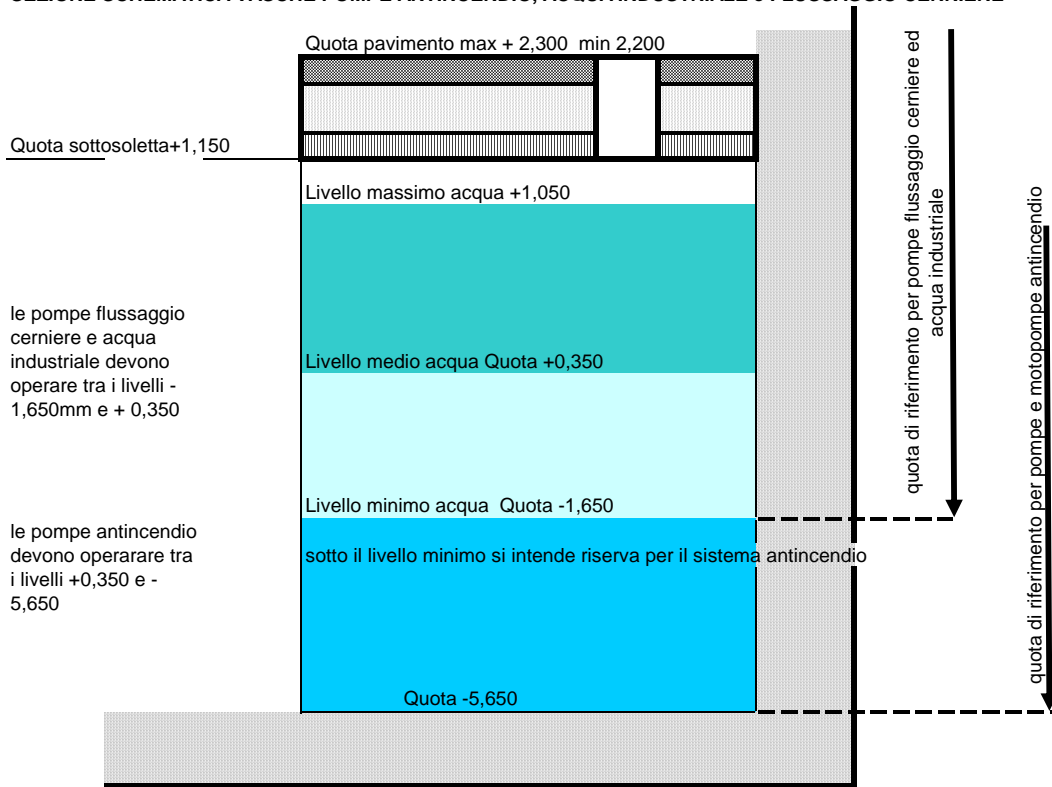 Quota pavimento max + 2,300  min 2,200
Quota sottosoletta+1,150
Livello massimo acqua +1,050
le pompe flussaggio
cerniere e acqua
industriale devono
operare tra i livelli -
1,650mm e + 0,350
Livello medio acqua Quota +0,350
Livello minimo acqua  Quota -1,650
le pompe antincendio
devono operarare tra
i livelli +0,350 e -
5,650
sotto il livello minimo si intende riserva per il sistema antincendio
Quota -5,650
quota di riferimento per pompe flussaggio cerniere ed
acqua industriale
quota di riferimento per pompe e motopompe antincendio